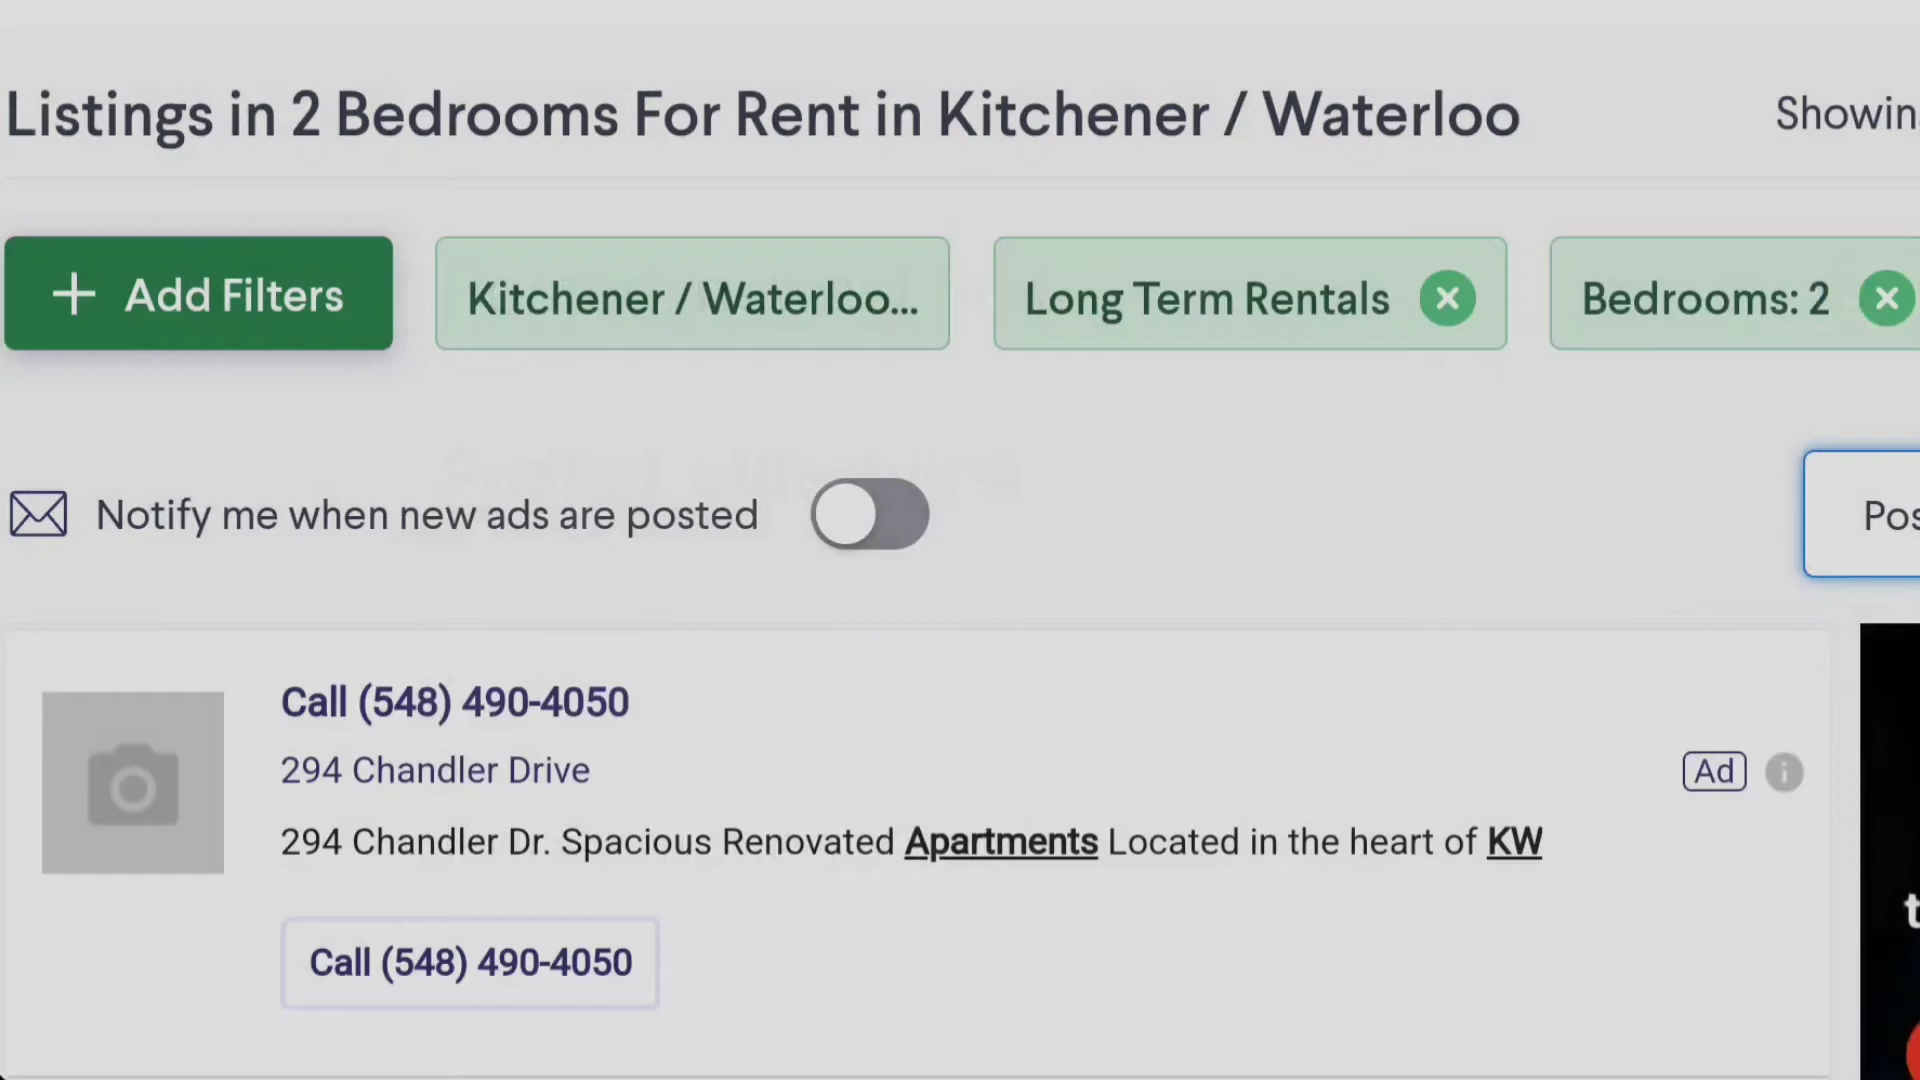 Listings in 2 Bedrooms For Rent in Kitchener / Waterloo
Add Filters
Kitchener / Waterloo...
Long Term Rentals
Bedrooms: 2
Notify me when new ads are posted
Call (548) 490-4050
294 Chandler Drive
Ad
294 Chandler Dr. Spacious Renovated Apartments Located in the heart of KW
Call (548) 490-4050